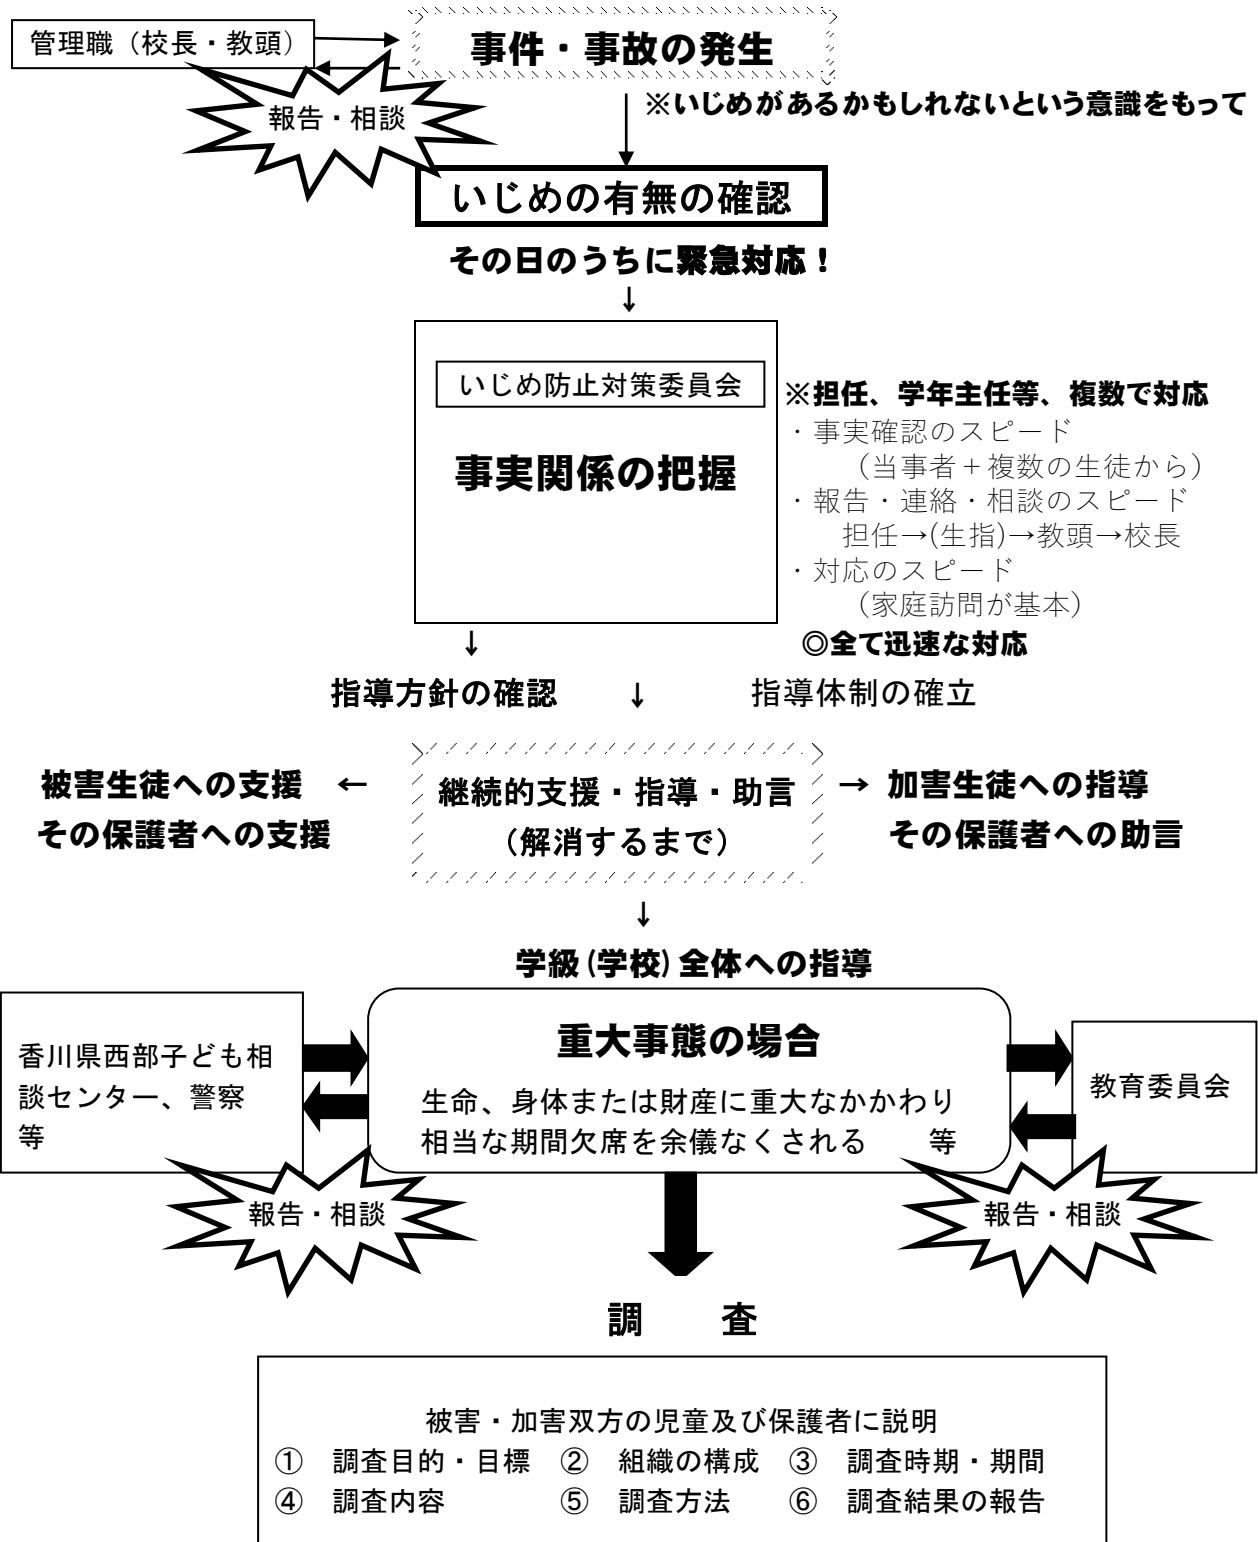 管理職（校長・教頭）
事件・事故の発生
報告・相談
※いじめがあるかもしれないという意識をもって
いじめの有無の確認
その日のうちに緊急対応！
↓
いじめ防止対策委員会
事実関係の把握
※担任、学年主任等、複数で対応
・事実確認のスピード
（当事者＋複数の生徒から）
・報告・連絡・相談のスピード
担任→(生指)→教頭→校長
・対応のスピード
（家庭訪問が基本）
◎全て迅速な対応
↓
指導方針の確認　↓　指導体制の確立
被害生徒への支援　←
その保護者への支援
継続的支援・指導・助言
（解消するまで）
→　加害生徒への指導
その保護者への助言
↓
学級(学校)全体への指導
香川県西部子ども相
談センター、警察
等
重大事態の場合
生命、身体または財産に重大なかかわり
相当な期間欠席を余儀なくされる　　等
教育委員会
報告・相談
報告・相談
調　　査
被害・加害双方の児童及び保護者に説明
①　調査目的・目標　②　組織の構成　③　調査時期・期間
④　調査内容　⑤　調査方法　⑥　調査結果の報告